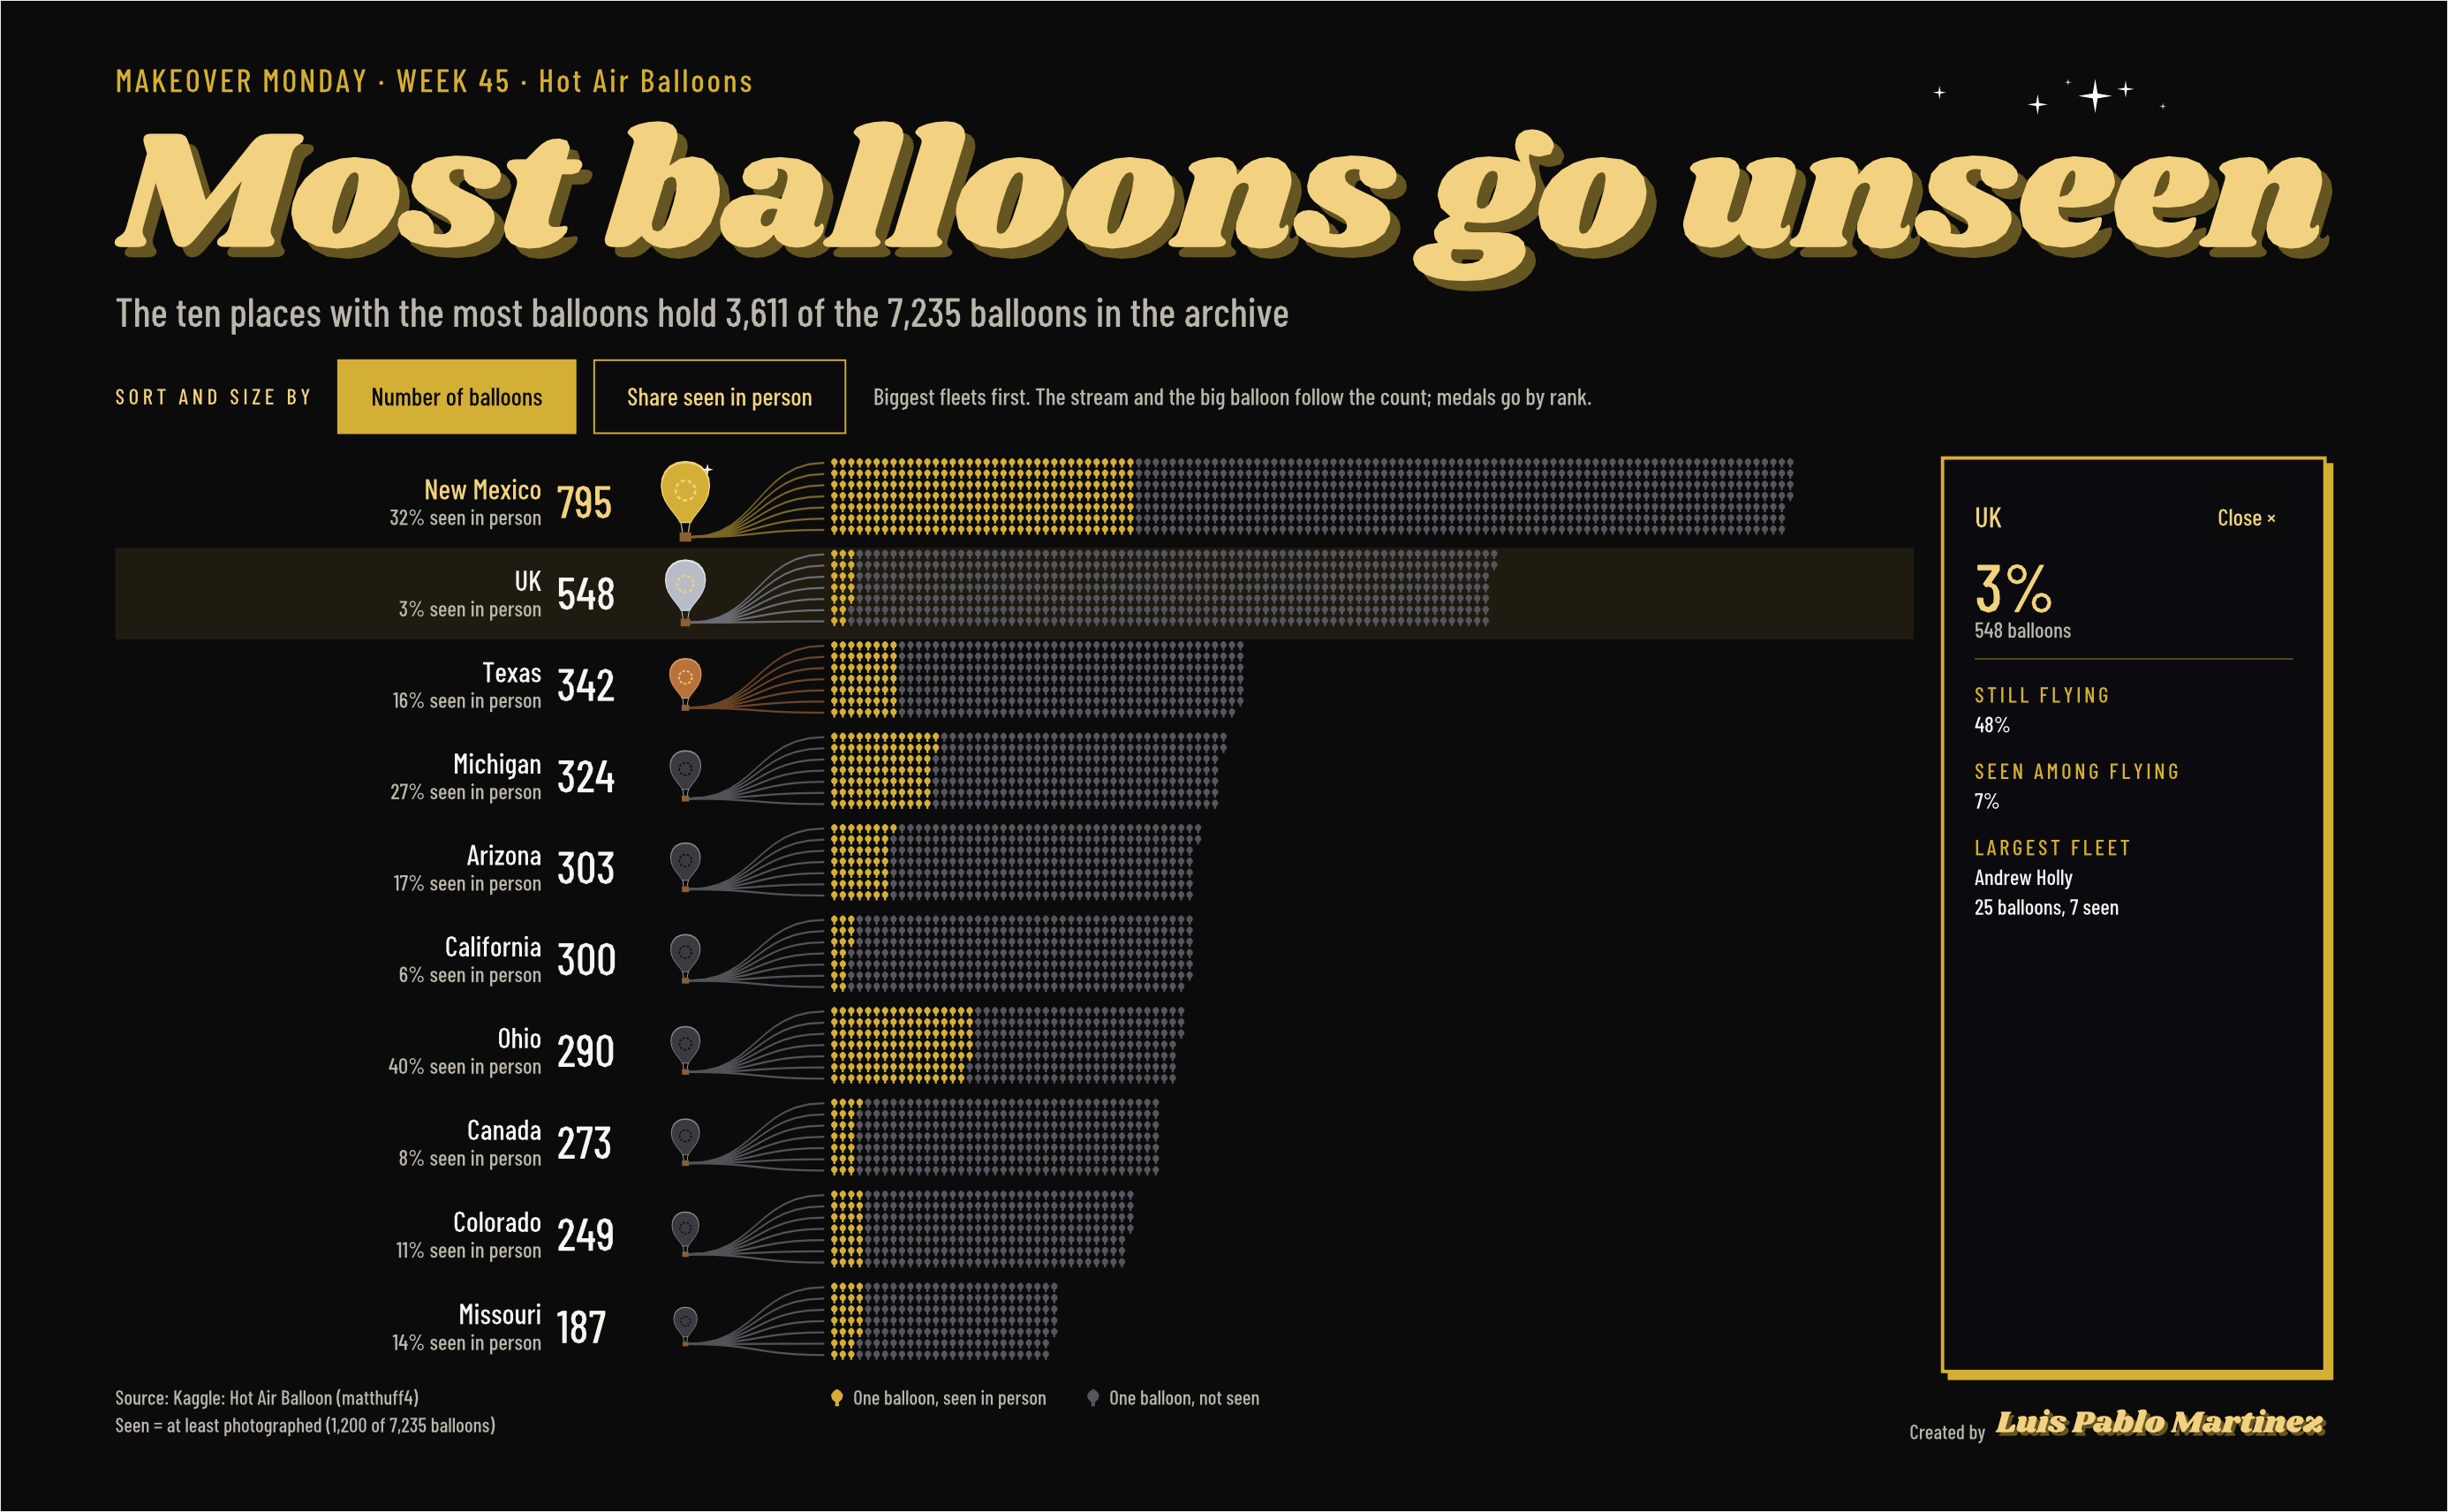 MAKEOVER MONDAY · WEEK 45 · Hot Air Balloons
Most balloons go unseen
The ten places with the most balloons hold 3,611 of the 7,235 balloons in the archive
SORT AND SIZE BY
Number of balloons
Share seen in person
Biggest fleets first. The stream and the big balloon follow the count; medals go by rank.
New Mexico 795
32% seen in person
UK 548
3% seen in person
Texas 342
16% seen in person
Michigan 324
27% seen in person
Arizona 303
17% seen in person
California 300
6% seen in person
Ohio 290
40% seen in person
Canada 273
8% seen in person
Colorado 249
11% seen in person
Missouri 187
14% seen in person
UK
Close ×
3%
548 balloons
STILL FLYING
48%
SEEN AMONG FLYING
7%
LARGEST FLEET
Andrew Holly
25 balloons, 7 seen
Source: Kaggle: Hot Air Balloon (matthuff4)
Seen = at least photographed (1,200 of 7,235 balloons)
One balloon, seen in person
One balloon, not seen
Created by Luis Pablo Martinez